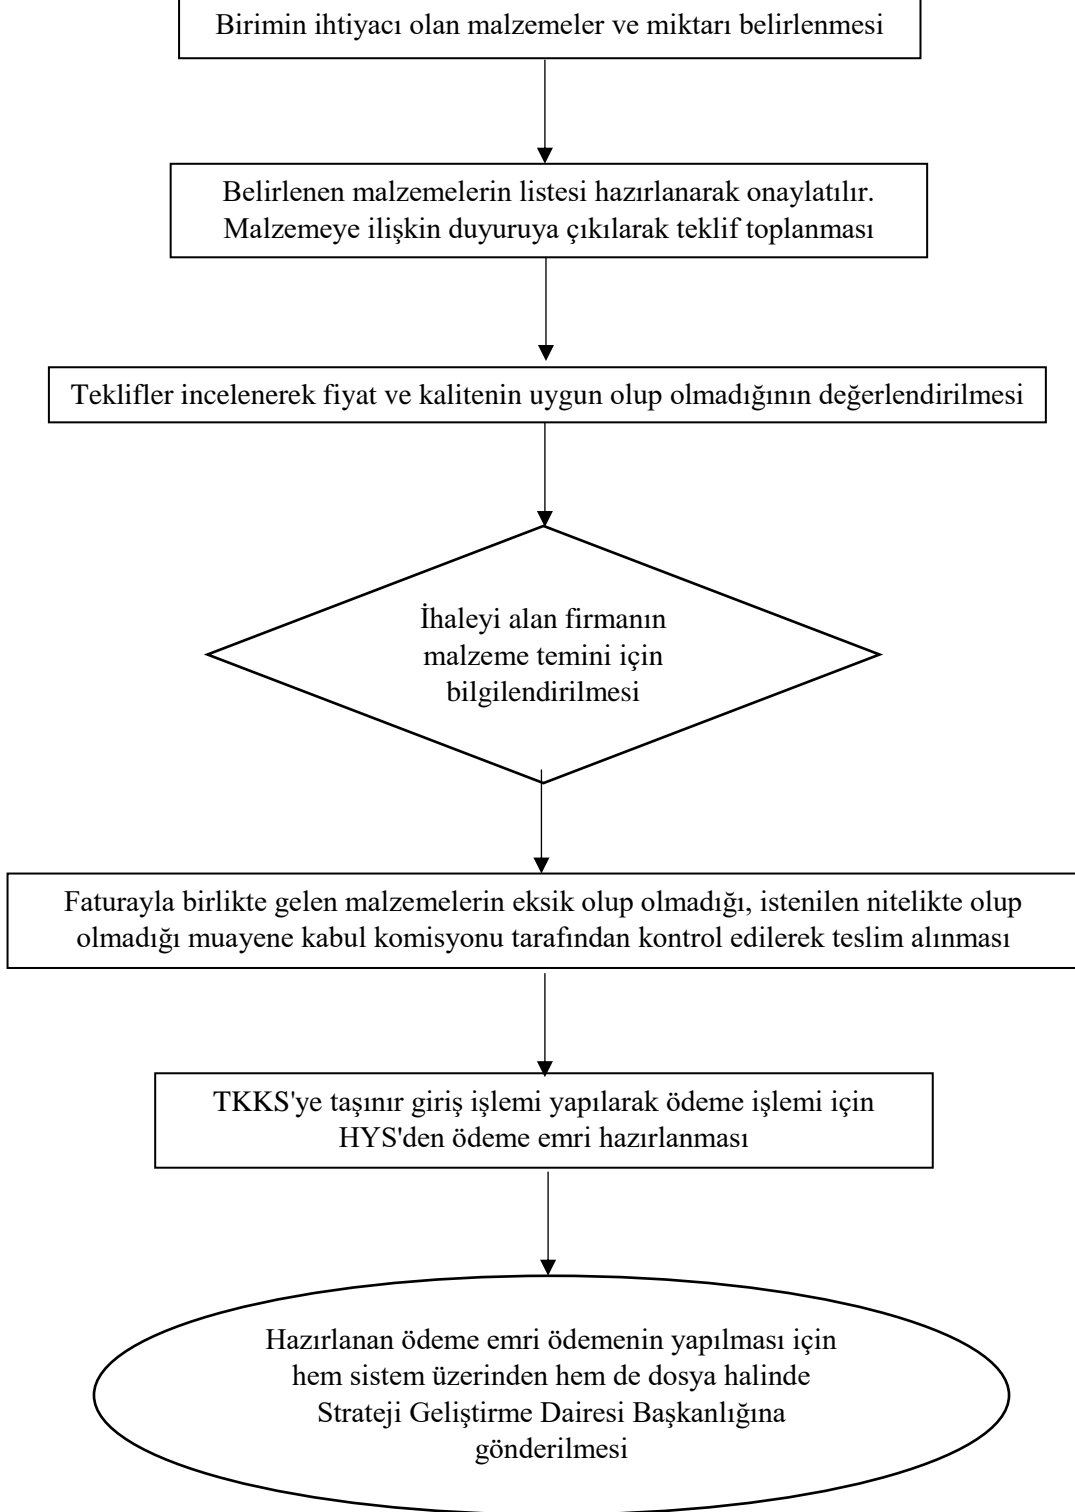 Birimin ihtiyacı olan malzemeler ve miktarı belirlenmesi
Belirlenen malzemelerin listesi hazırlanarak onaylatılır.
Malzemeye ilişkin duyuruya çıkılarak teklif toplanması
Teklifler incelenerek fiyat ve kalitenin uygun olup olmadığının değerlendirilmesi
İhaleyi alan firmanın
malzeme temini için
bilgilendirilmesi
Faturayla birlikte gelen malzemelerin eksik olup olmadığı, istenilen nitelikte olup
olmadığı muayene kabul komisyonu tarafından kontrol edilerek teslim alınması
TKKS'ye taşınır giriş işlemi yapılarak ödeme işlemi için
HYS'den ödeme emri hazırlanması
Hazırlanan ödeme emri ödemenin yapılması için
hem sistem üzerinden hem de dosya halinde
Strateji Geliştirme Dairesi Başkanlığına
gönderilmesi